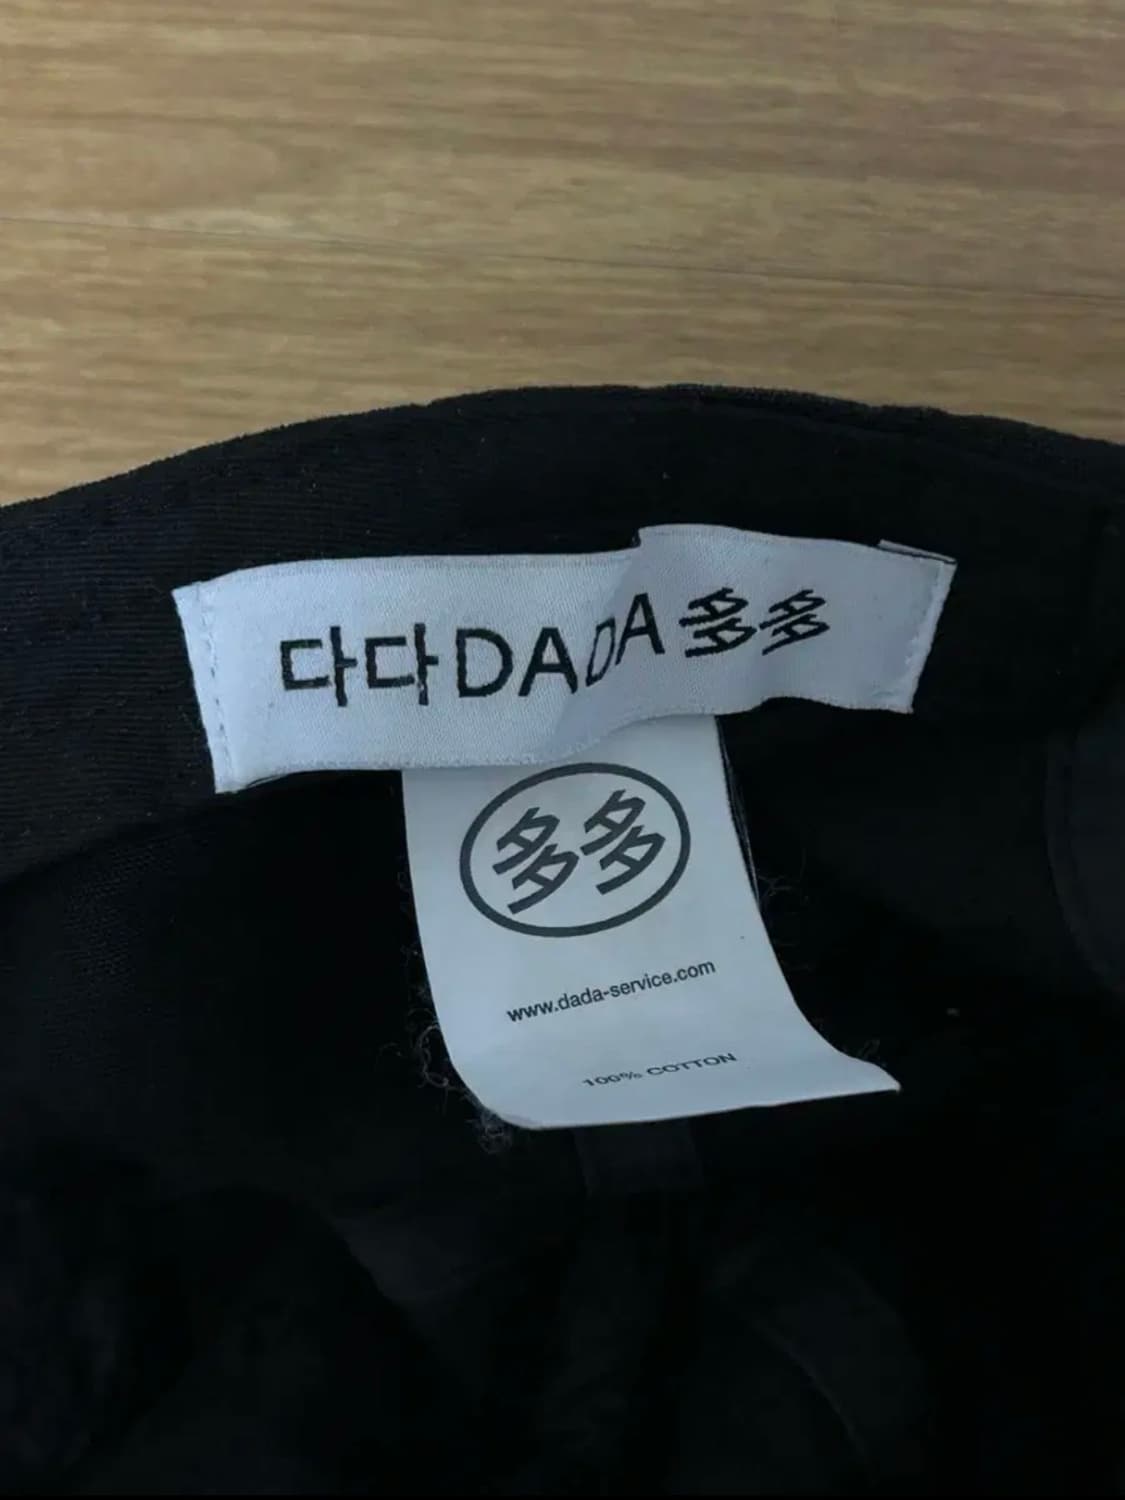 다다DADA多多
多多
www.dada-service.com
100% COTTON